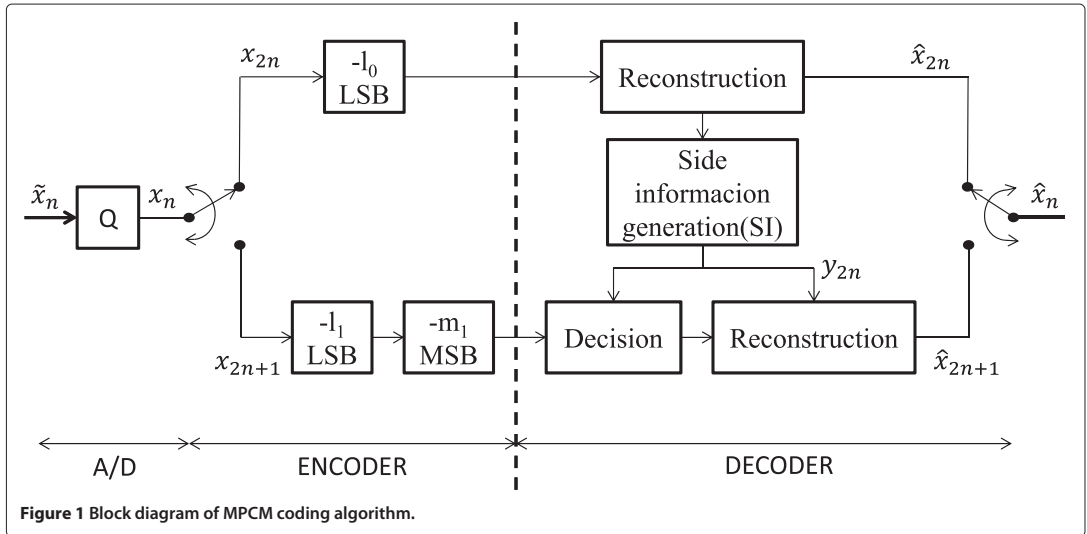 x̃ₙ
Q
xₙ
x₂ₙ
-l₀
LSB
x₂ₙ₊₁
-l₁
LSB
-m₁
MSB
Reconstruction
x̂₂ₙ
Side
informacion
generation(SI)
y₂ₙ
Decision
Reconstruction
x̂₂ₙ₊₁
x̂ₙ
A/D
ENCODER
DECODER
Figure 1 Block diagram of MPCM coding algorithm.